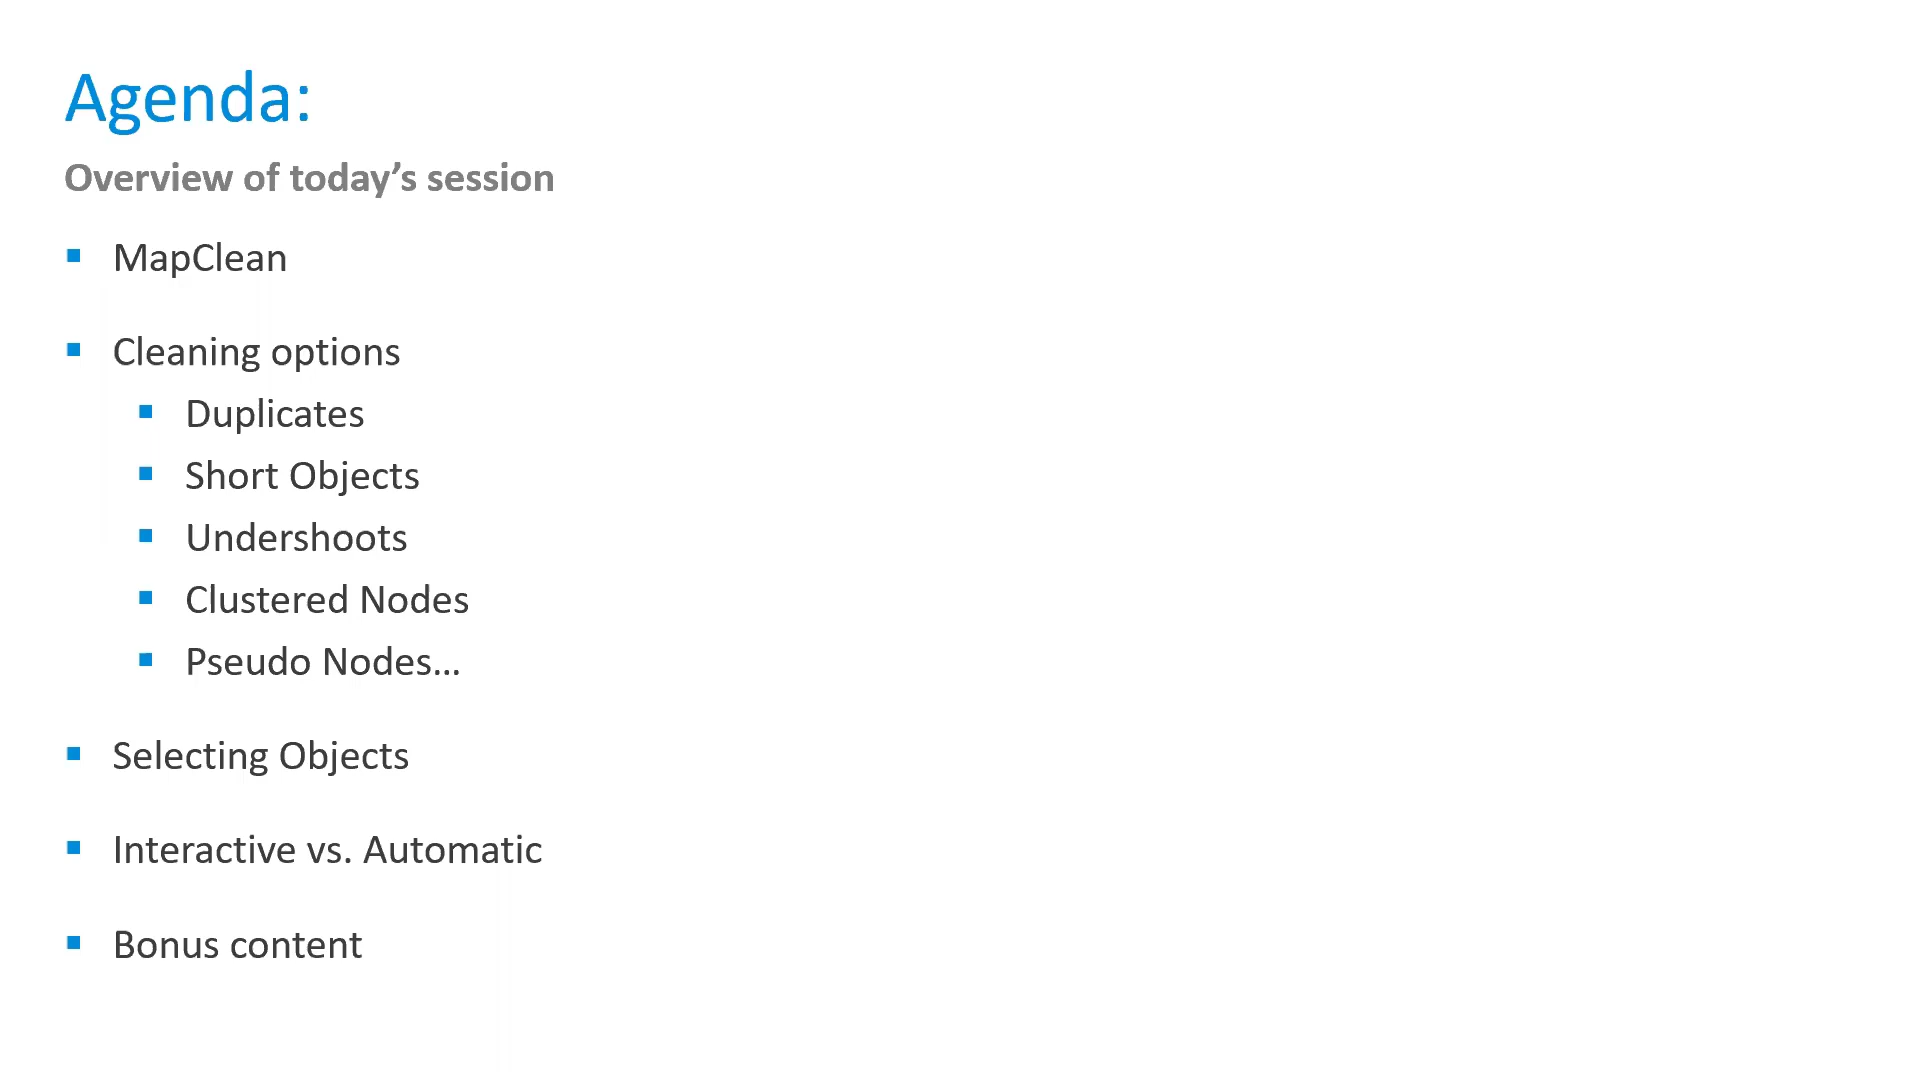 Agenda:
Overview of today’s session
▪ MapClean
▪ Cleaning options
▪ Duplicates
▪ Short Objects
▪ Undershoots
▪ Clustered Nodes
▪ Pseudo Nodes…
▪ Selecting Objects
▪ Interactive vs. Automatic
▪ Bonus content